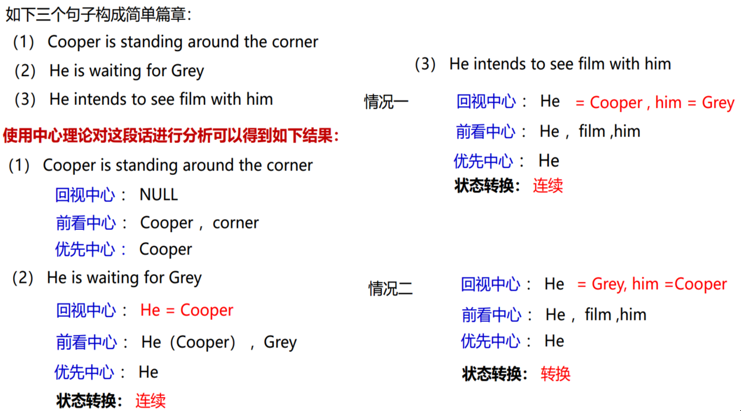 如下三个句子构成简单篇章：
（1） Cooper is standing around the corner
（2） He is waiting for Grey
（3） He intends to see film with him
使用中心理论对这段话进行分析可以得到如下结果：
（1） Cooper is standing around the corner
回视中心： NULL
前看中心： Cooper ，corner
优先中心： Cooper
（2） He is waiting for Grey
回视中心： He = Cooper
前看中心： He（Cooper），Grey
优先中心： He
状态转换： 连续
（3） He intends to see film with him
情况一
回视中心： He = Cooper , him = Grey
前看中心： He ，film ,him
优先中心： He
状态转换： 连续
情况二
回视中心： He = Grey, him =Cooper
前看中心： He ，film ,him
优先中心： He
状态转换： 转换